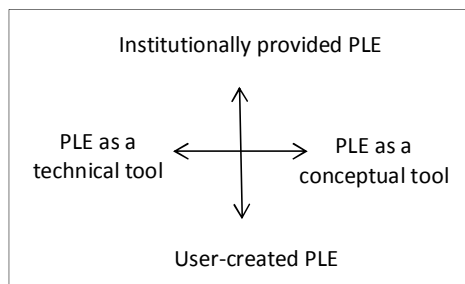 Institutionally provided PLE
PLE as a
technical tool
PLE as a
conceptual tool
User-created PLE